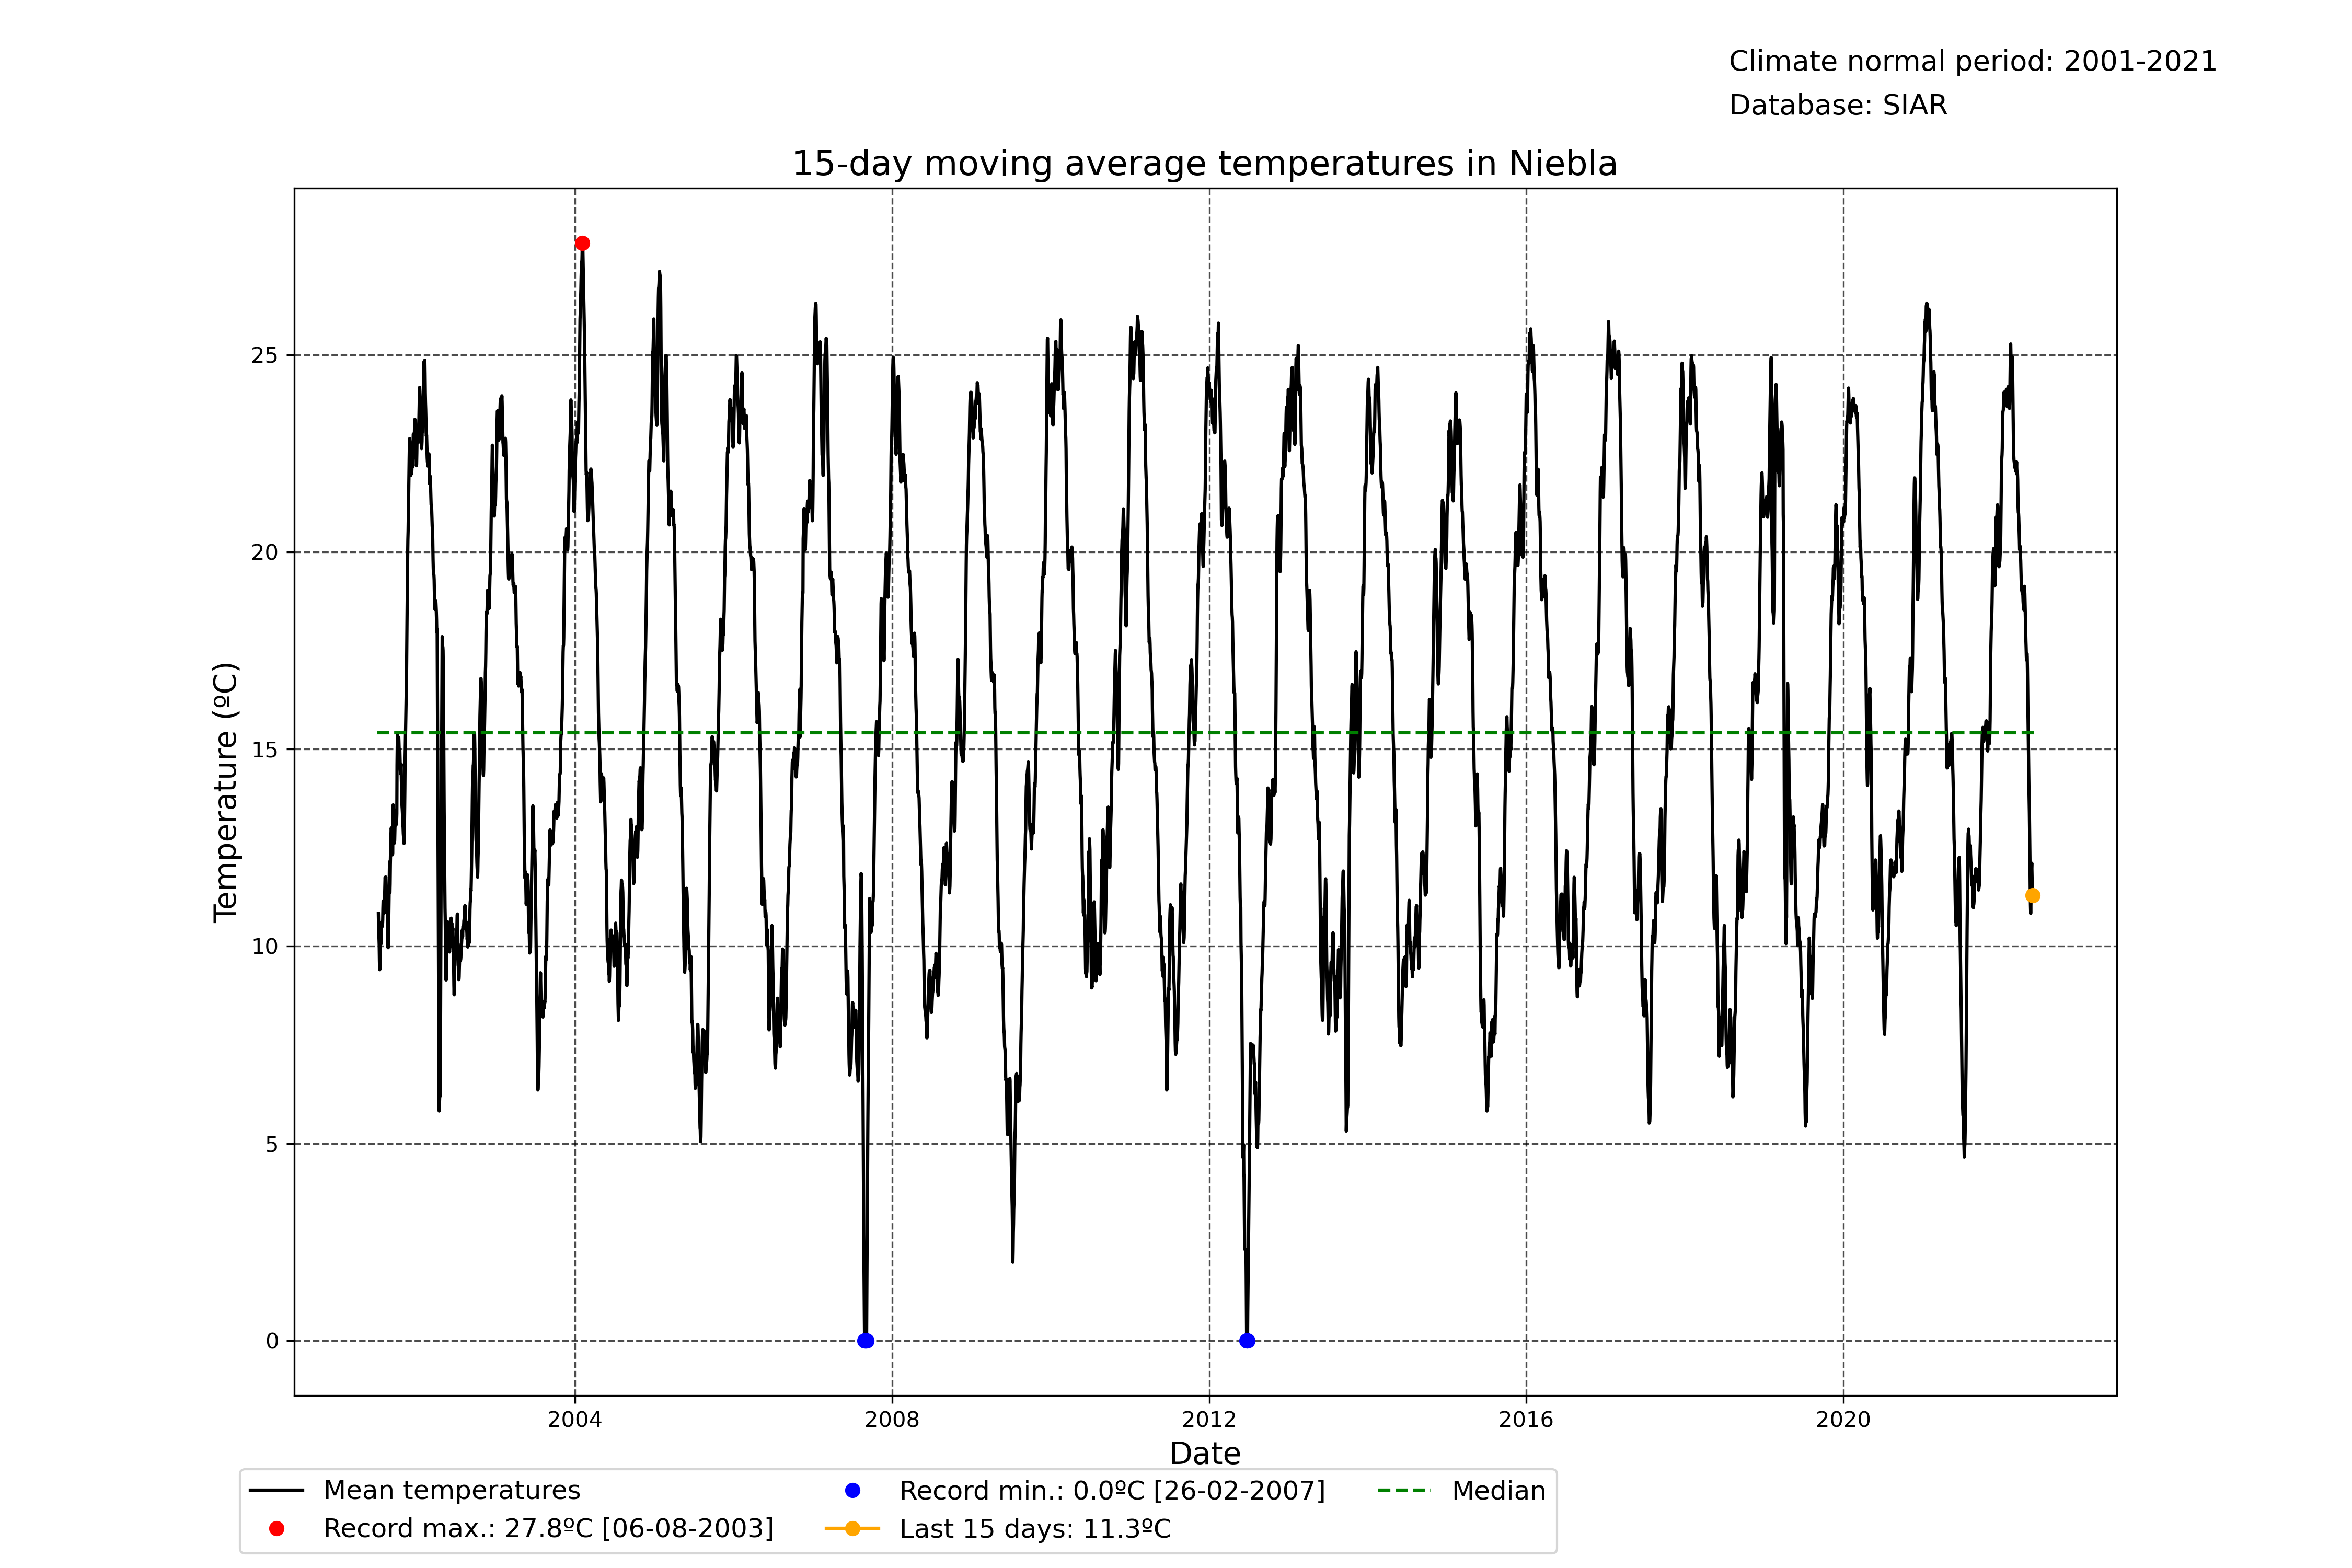 Climate normal period: 2001-2021
Database: SIAR
15-day moving average temperatures in Niebla
Temperature (ºC)
25
20
15
10
5
0
2004
2008
2012
2016
2020
Date
Mean temperatures
Record max.: 27.8ºC [06-08-2003]
Record min.: 0.0ºC [26-02-2007]
Last 15 days: 11.3ºC
Median